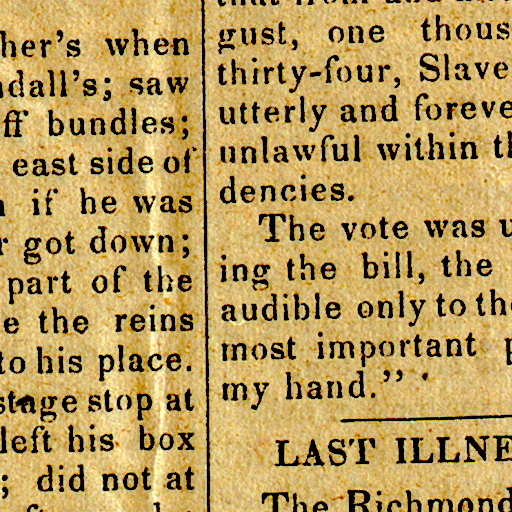 her's when
dall's; saw
ff bundles;
east side of
if he was
got down;
part of the
e the reins
to his place.
stage stop at
left his box
; did not at
gust, one thous
thirty-four, Slave
utterly and foreve
unlawful within th
dencies.
The vote was u
ing the bill, the
audible only to the
most important p
my hand."
LAST ILLNE
The Richmond